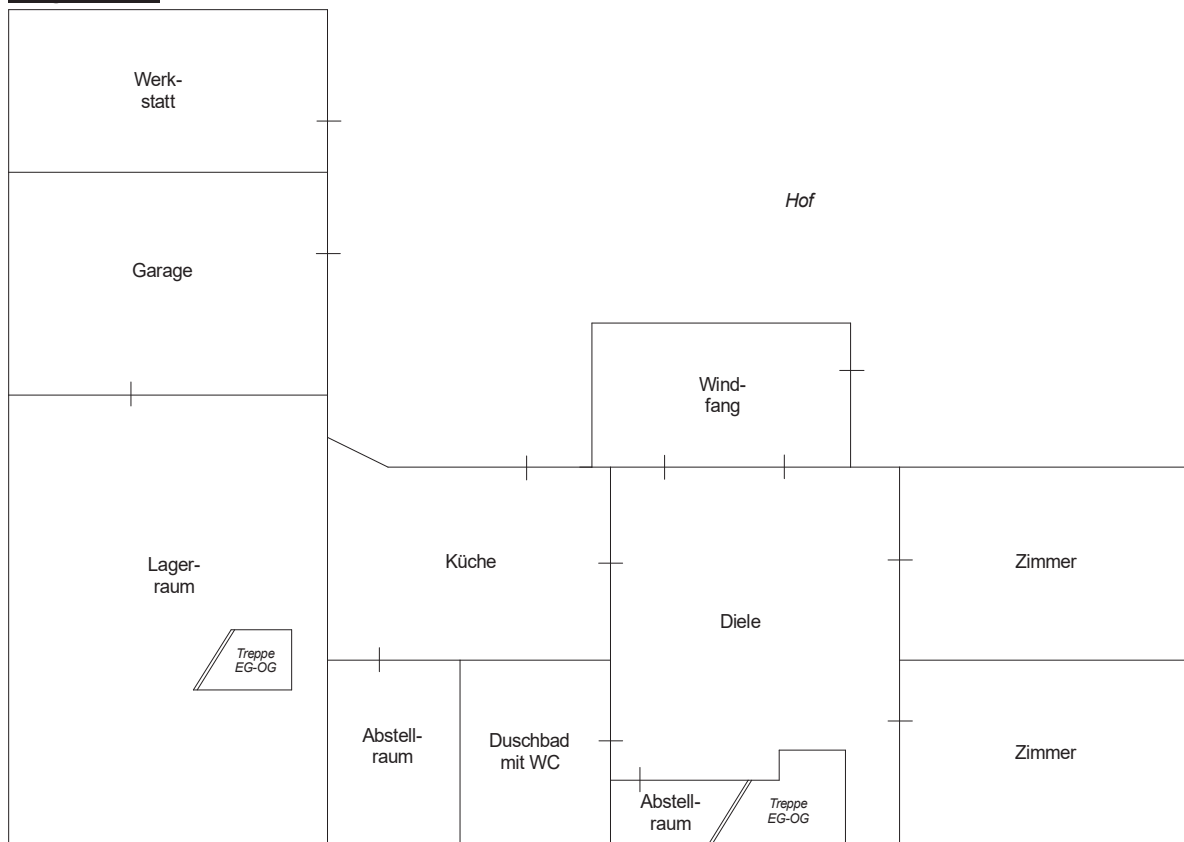 Werk-
statt
Hof
Garage
Wind-
fang
Lager-
raum
Küche
Zimmer
Diele
Treppe
EG-OG
Abstell-
raum
Duschbad
mit WC
Zimmer
Abstell-
raum
Treppe
EG-OG